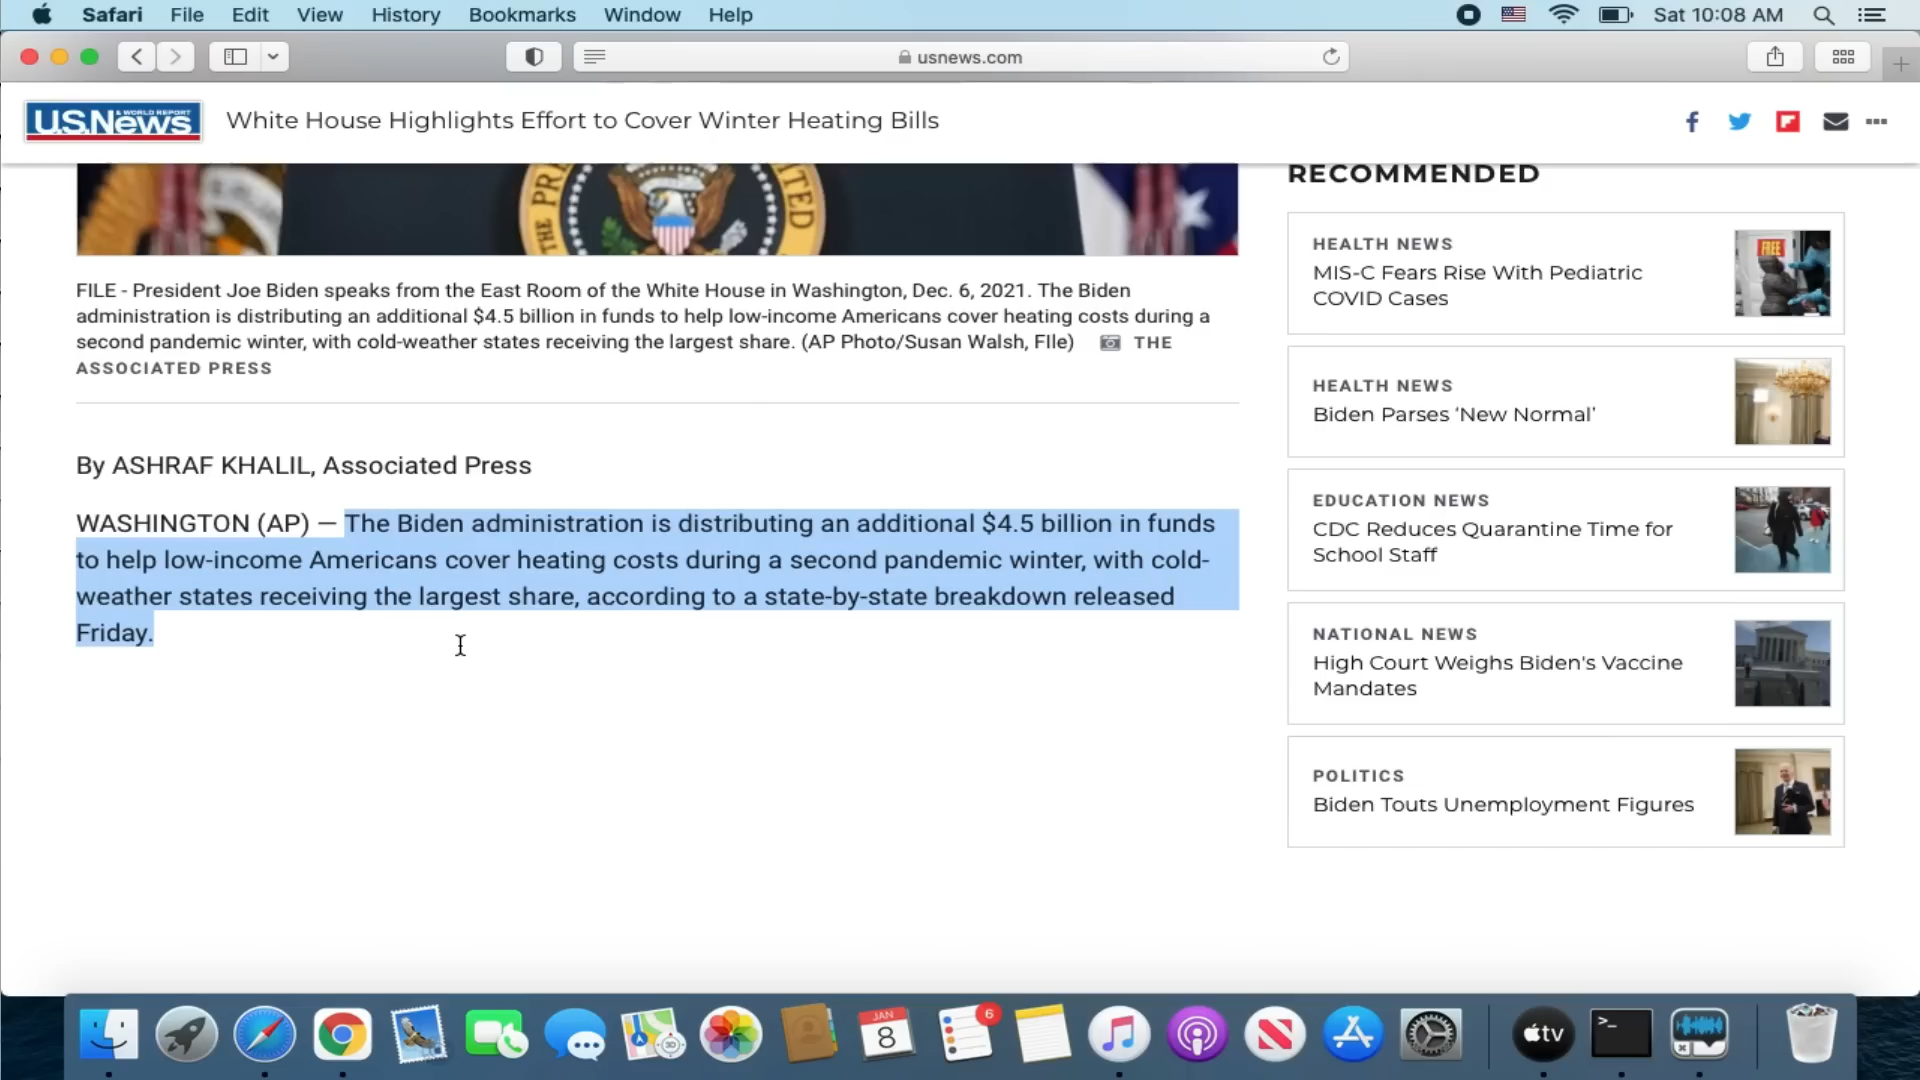 Safari File Edit View History Bookmarks Window Help Sat 10:08 AM
usnews.com
U.S.News
& WORLD REPORT
White House Highlights Effort to Cover Winter Heating Bills
FILE - President Joe Biden speaks from the East Room of the White House in Washington, Dec. 6, 2021. The Biden
administration is distributing an additional $4.5 billion in funds to help low-income Americans cover heating costs during a
second pandemic winter, with cold-weather states receiving the largest share. (AP Photo/Susan Walsh, FIle) THE
ASSOCIATED PRESS
By ASHRAF KHALIL, Associated Press
WASHINGTON (AP) — The Biden administration is distributing an additional $4.5 billion in funds
to help low-income Americans cover heating costs during a second pandemic winter, with cold-
weather states receiving the largest share, according to a state-by-state breakdown released
Friday.
RECOMMENDED
HEALTH NEWS
MIS-C Fears Rise With Pediatric
COVID Cases
FREE
HEALTH NEWS
Biden Parses ‘New Normal’
EDUCATION NEWS
CDC Reduces Quarantine Time for
School Staff
NATIONAL NEWS
High Court Weighs Biden's Vaccine
Mandates
POLITICS
Biden Touts Unemployment Figures
3D
JAN
8
6
tv
>_